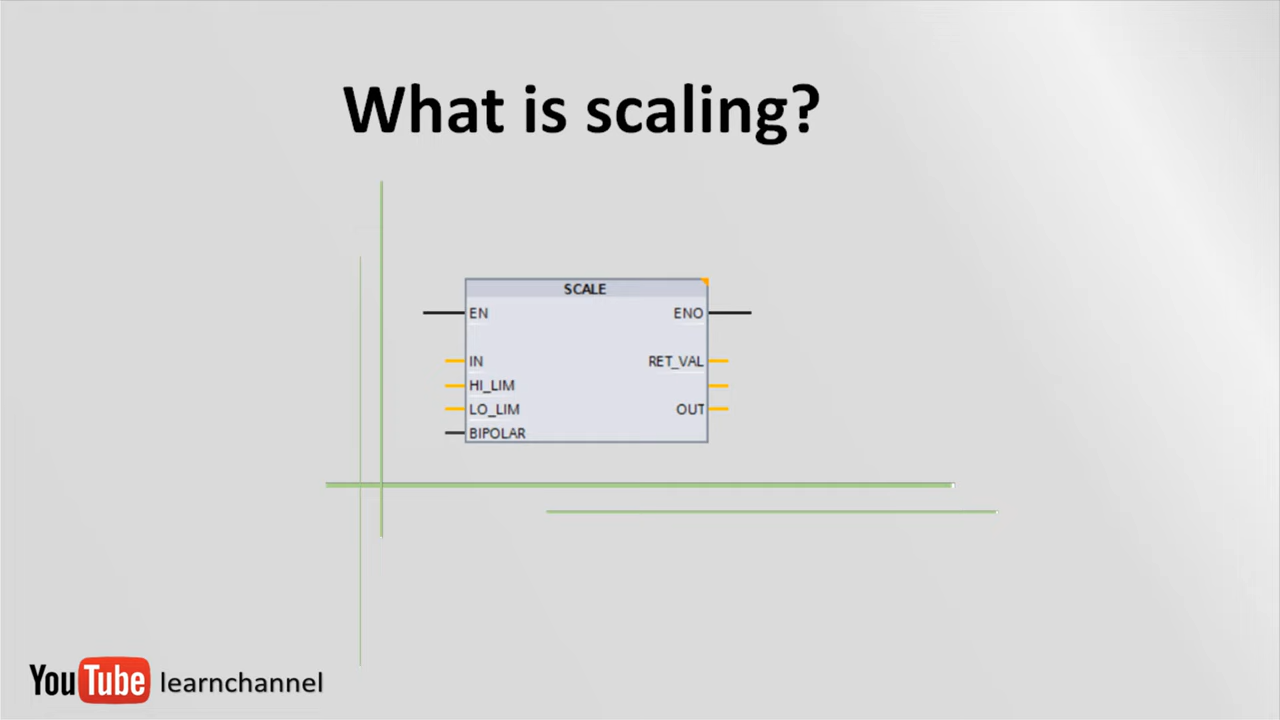 What is scaling?
SCALE
EN ENO
IN RET_VAL
HI_LIM
LO_LIM OUT
BIPOLAR
YouTube learnchannel